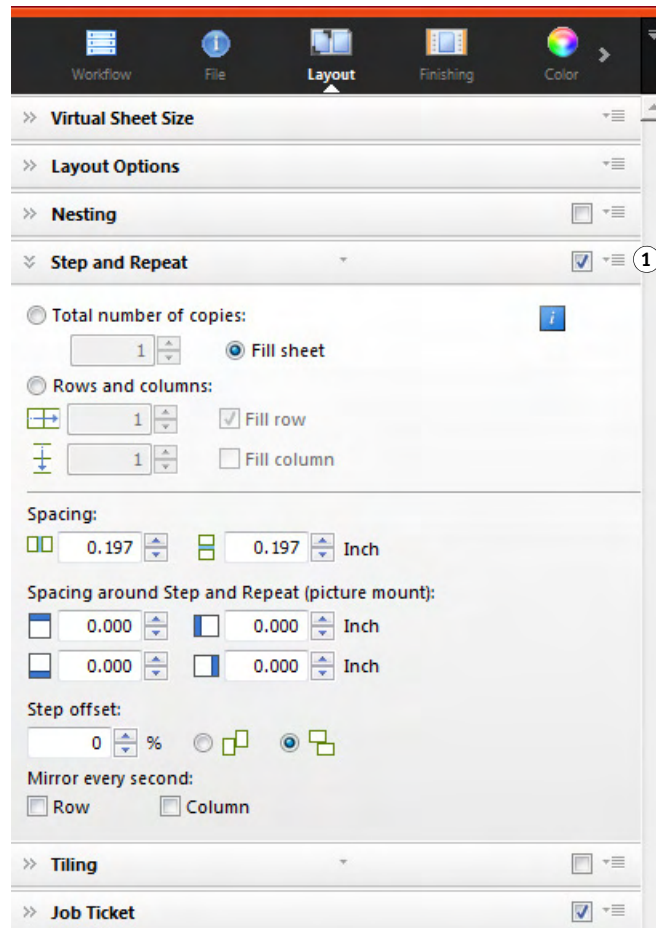 Workflow File Layout Finishing Color
Virtual Sheet Size
Layout Options
Nesting
Step and Repeat 1
Total number of copies: i
1 Fill sheet
Rows and columns:
1 Fill row
1 Fill column
Spacing:
0.197 0.197 Inch
Spacing around Step and Repeat (picture mount):
0.000 0.000 Inch
0.000 0.000 Inch
Step offset:
0 %
Mirror every second:
Row Column
Tiling
Job Ticket